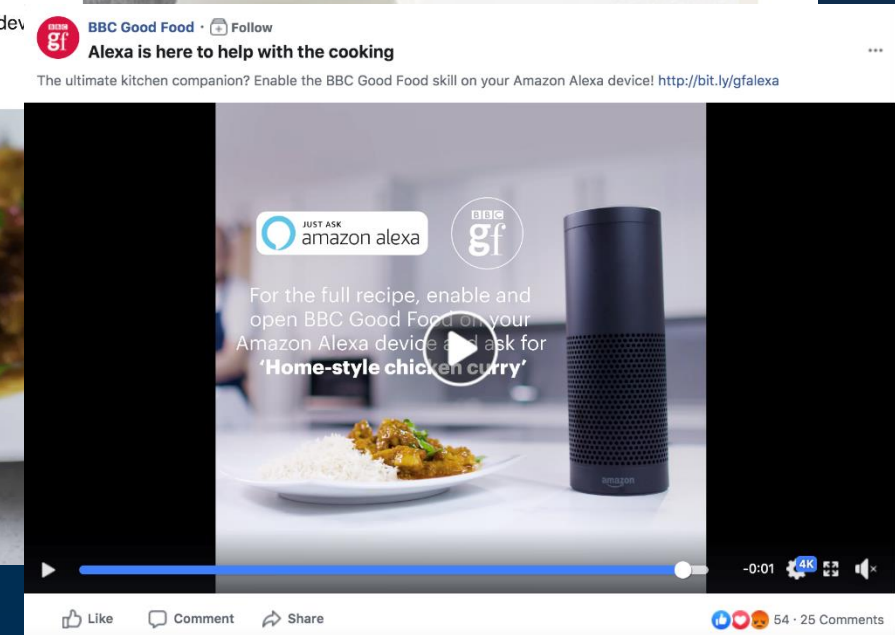 dev
BBC Good Food · Follow
Alexa is here to help with the cooking
The ultimate kitchen companion? Enable the BBC Good Food skill on your Amazon Alexa device! http://bit.ly/gfalexa
JUST ASK
amazon alexa
BBC
gf
For the full recipe, enable and
open BBC Good Food on your
Amazon Alexa device and ask for
‘Home-style chicken curry’
amazon
-0:01 4K
Like Comment Share 54 · 25 Comments